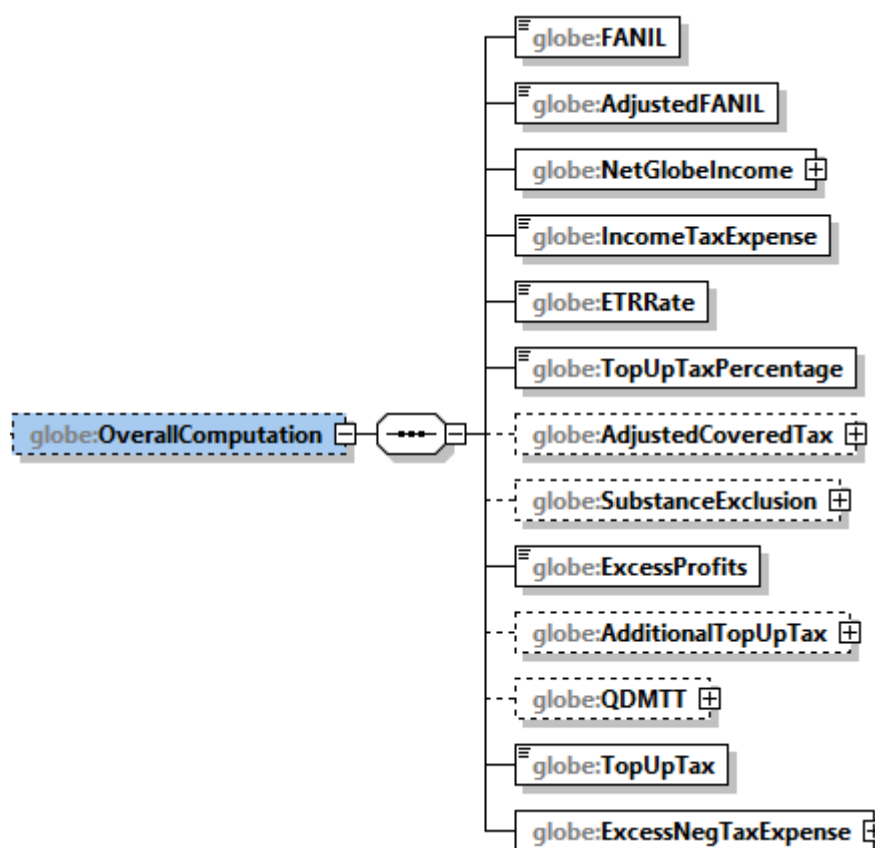 globe:FANIL
globe:AdjustedFANIL
globe:NetGlobeIncome
globe:IncomeTaxExpense
globe:ETRRate
globe:TopUpTaxPercentage
globe:OverallComputation
globe:AdjustedCoveredTax
globe:SubstanceExclusion
globe:ExcessProfits
globe:AdditionalTopUpTax
globe:QDMTT
globe:TopUpTax
globe:ExcessNegTaxExpense